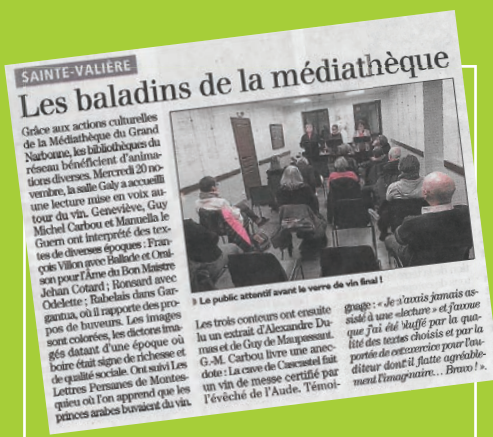 SAINTE-VALIÈRE
Les baladins de la médiathèque
Grâce aux actions culturelles
de la Médiathèque du Grand
Narbonne, les bibliothèques du
réseau bénéficient d'anima-
tions diverses. Mercredi 20 no-
vembre, la salle Galy a accueilli
une lecture mise en voix au-
tour du vin. Geneviève, Guy
Michel Carbou et Manuella le
Guern ont interprété des tex-
tes de diverses époques : Fran-
çois Villon avec Ballade et Orai-
son pour l'Âme du Bon Maistre
Jehan Cotard ; Ronsard avec
Odelette ; Rabelais dans Gar-
gantua, où il rapporte des pro-
pos de buveurs. Les images
sont colorées, les dictons ima-
gés datant d'une époque où
boire était signe de richesse et
de qualité sociale. Ont suivi Les
Lettres Persanes de Montes-
quieu où l'on apprend que les
princes arabes buvaient du vin.
Le public attentif avant le verre de vin final !
Les trois conteurs ont ensuite
lu un extrait d'Alexandre Du-
mas et de Guy de Maupassant.
G.-M. Carbou livre une anec-
dote : La cave de Cascastel fait
un vin de messe certifié par
l'évêché de l'Aude. Témoi-
gnage : « Je n'avais jamais as-
sisté à une «lecture» et j'avoue
que j'ai été bluffé par la qua-
lité des textes choisis et par la
portée de cet exercice pour l'au-
diteur dont il flatte agréable-
ment l'imaginaire... Bravo ! ».